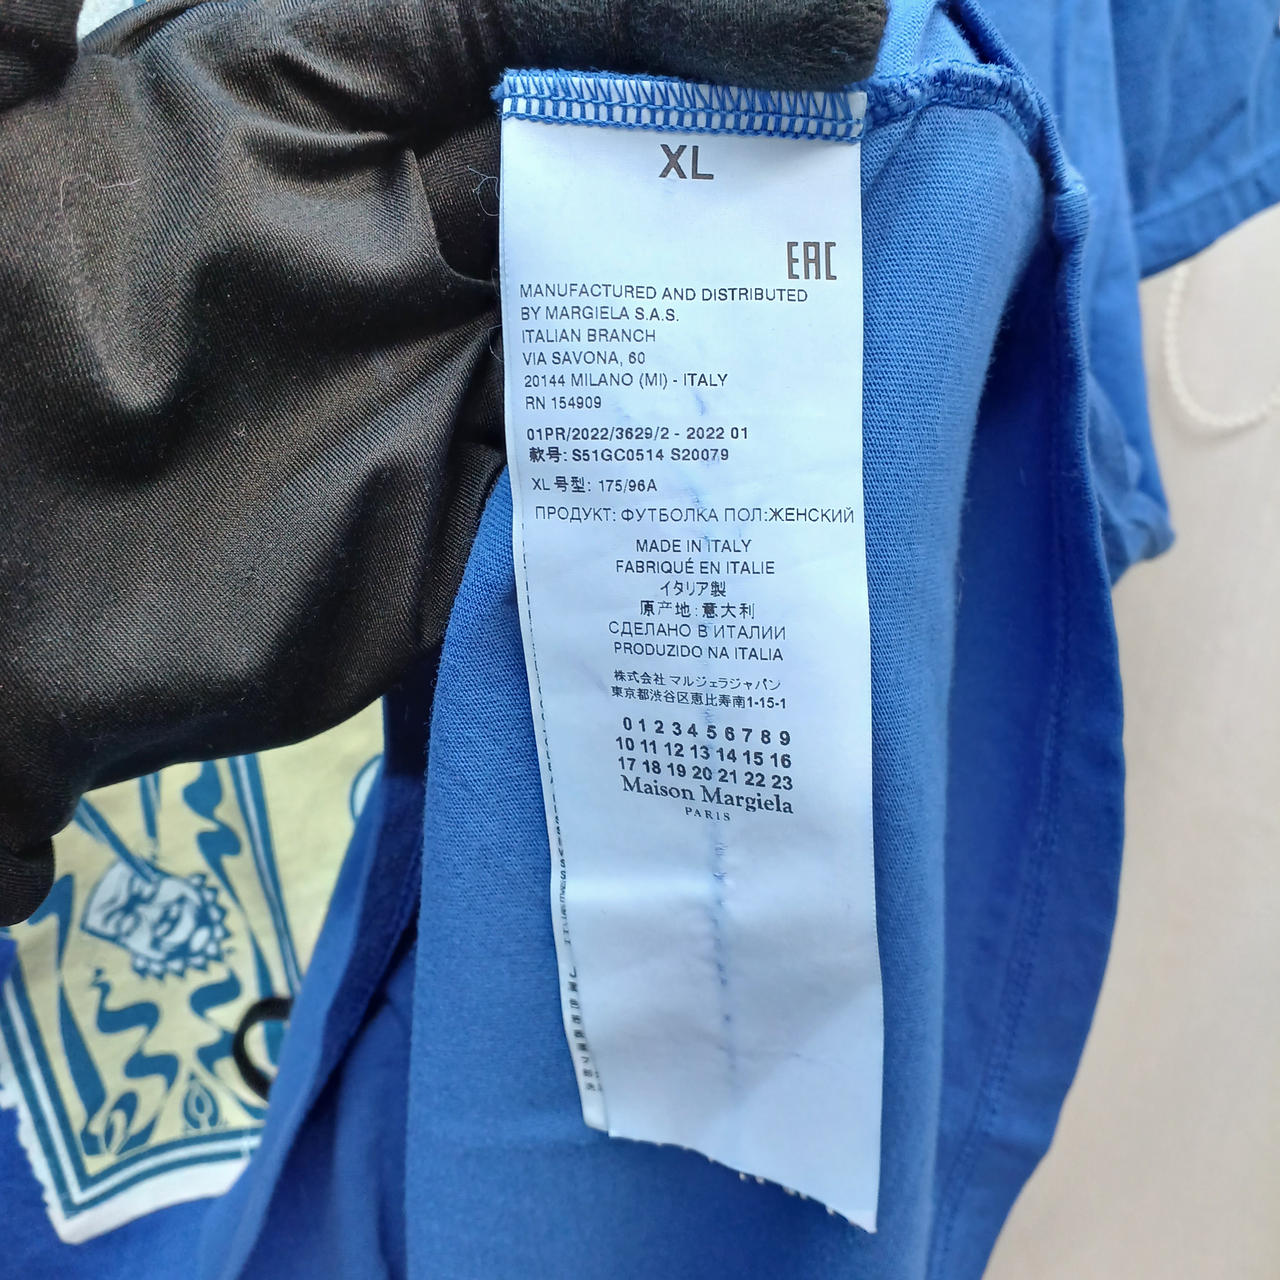 XL
EAC
MANUFACTURED AND DISTRIBUTED
BY MARGIELA S.A.S.
ITALIAN BRANCH
VIA SAVONA, 60
20144 MILANO (MI) - ITALY
RN 154909
01PR/2022/3629/2 - 2022 01
款号: S51GC0514 S20079
XL 号型: 175/96A
ПРОДУКТ: ФУТБОЛКА ПОЛ:ЖЕНСКИЙ
MADE IN ITALY
FABRIQUÉ EN ITALIE
イタリア製
原产地: 意大利
СДЕЛАНО В ИТАЛИИ
PRODUZIDO NA ITALIA
株式会社 マルジェラジャパン
東京都渋谷区恵比寿南1-15-1
0 1 2 3 4 5 6 7 8 9
10 11 12 13 14 15 16
17 18 19 20 21 22 23
Maison Margiela
PARIS